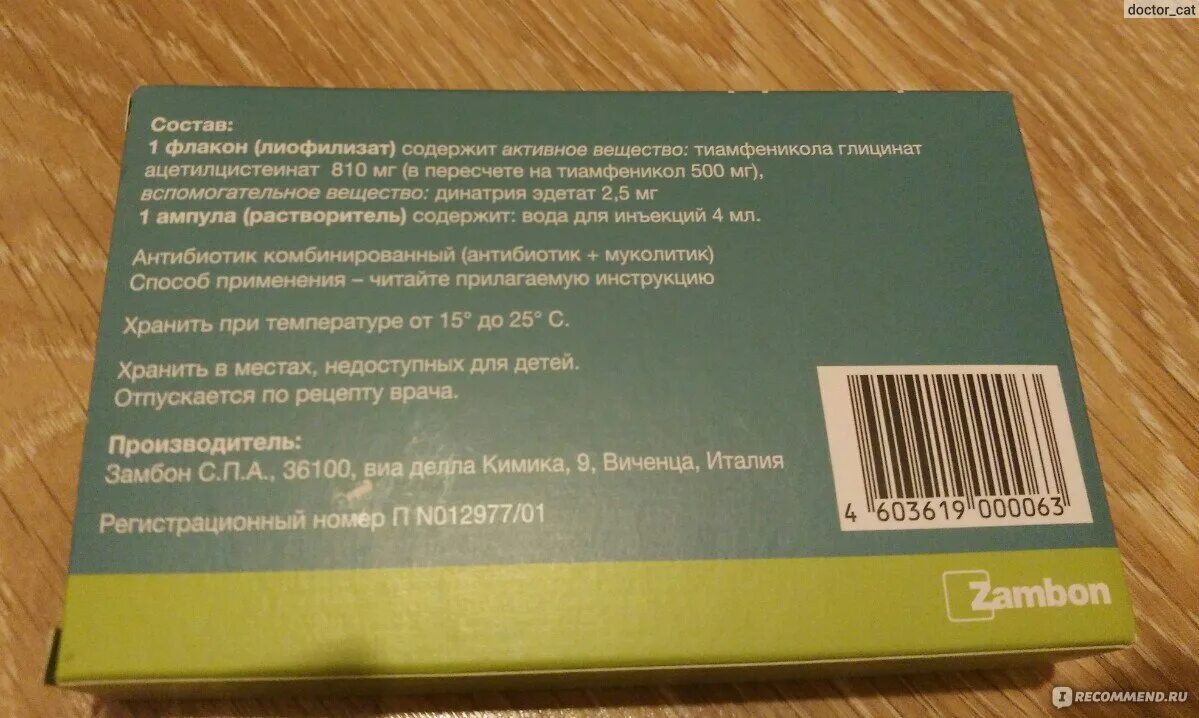 doctor_cat
Состав:
1 флакон (лиофилизат) содержит активное вещество: тиамфеникола глицинат
ацетилцистеинат 810 мг (в пересчете на тиамфеникол 500 мг),
вспомогательное вещество: динатрия эдетат 2,5 мг
1 ампула (растворитель) содержит: вода для инъекций 4 мл.
Антибиотик комбинированный (антибиотик + муколитик)
Способ применения – читайте прилагаемую инструкцию
Хранить при температуре от 15° до 25° С.
Хранить в местах, недоступных для детей.
Отпускается по рецепту врача.
Производитель:
Замбон С.П.А., 36100, виа делла Кимика, 9, Виченца, Италия
Регистрационный номер П N012977/01
4 603619 000063
Zambon
IRECOMMEND.RU